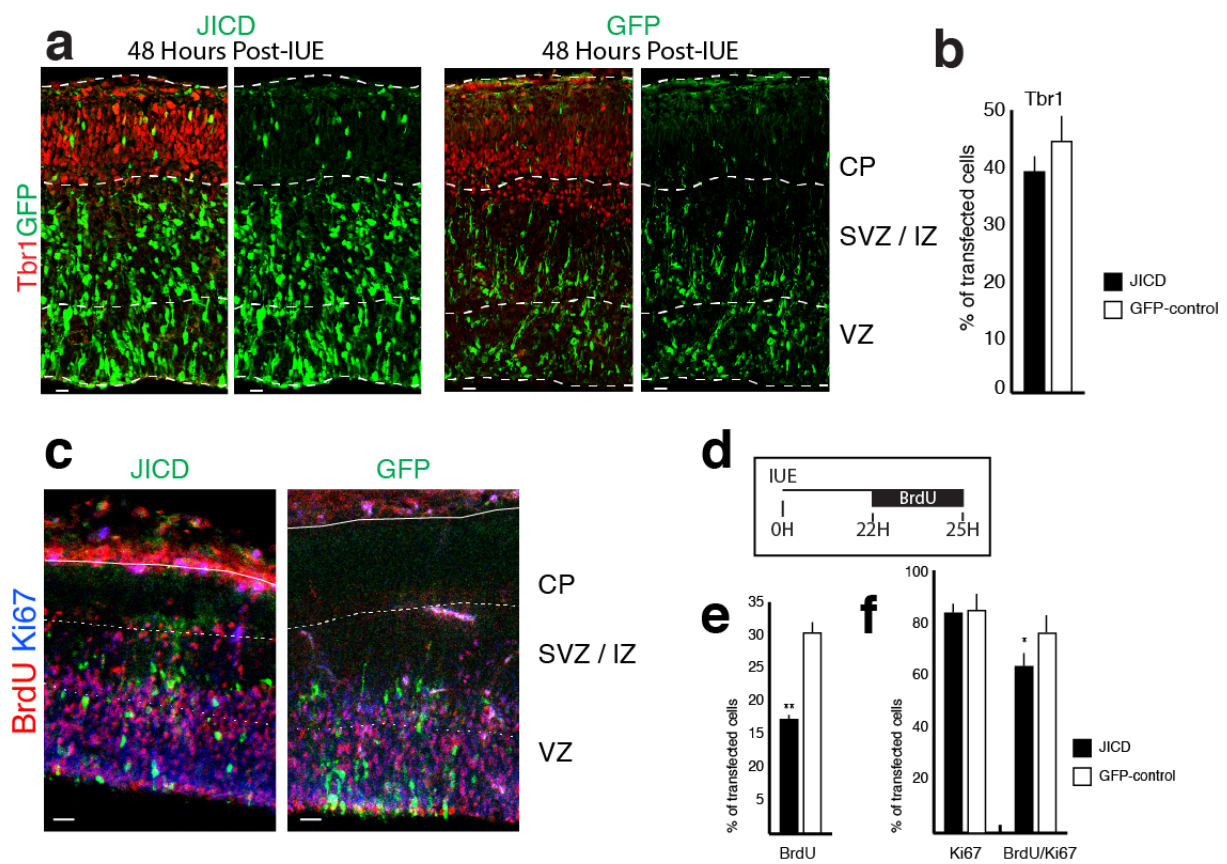 a
JICD
48 Hours Post-IUE
GFP
48 Hours Post-IUE
Tbr1GFP
CP
SVZ / IZ
VZ
b
Tbr1
% of transfected cells
50
40
30
20
10
0
JICD
GFP-control
c
JICD
GFP
BrdU Ki67
CP
SVZ / IZ
VZ
d
IUE
BrdU
0H
22H
25H
e
% of transfected cells
35
30
25
20
15
20
15
5
**
BrdU
f
% of transfected cells
100
80
60
40
20
*
Ki67
BrdU/Ki67
JICD
GFP-control